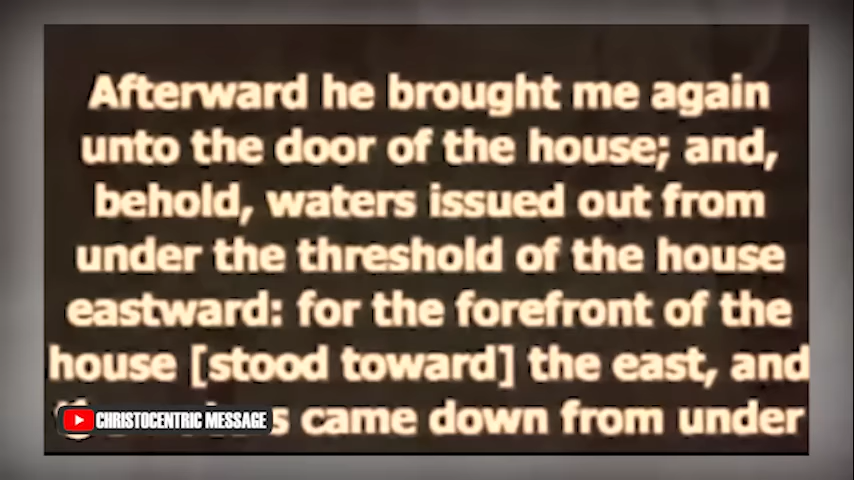 Afterward he brought me again
unto the door of the house; and,
behold, waters issued out from
under the threshold of the house
eastward: for the forefront of the
house [stood toward] the east, and
came down from under
CHRISTOCENTRIC MESSAGE